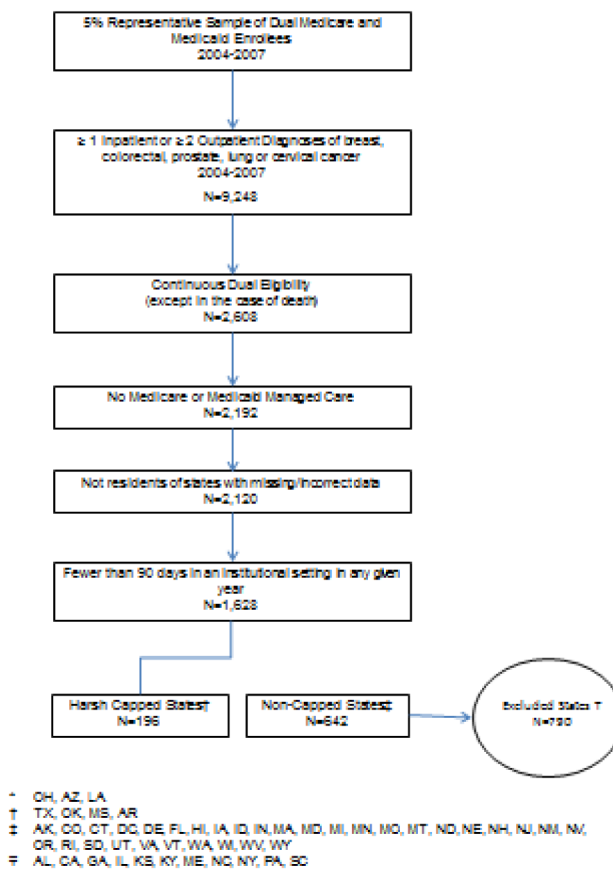 5% Representative Sample of Dual Medicare and
Medicaid Enrollees
2004-2007
≥ 1 Inpatient or ≥ 2 Outpatient Diagnoses of breast,
colorectal, prostate, lung or cervical cancer
2004-2007
N=9,248
Continuous Dual Eligibility
(except in the case of death)
N=2,608
No Medicare or Medicaid Managed Care
N=2,192
Not residents of states with missing/incorrect data
N=2,120
Fewer than 90 days in an institutional setting in any given
year
N=1,628
Harsh Capped States†
N=196
Non-Capped States‡
N=642
Excluded States Ŧ
N=790
* OH, AZ, LA
† TX, OK, MS, AR
‡ AK, CO, CT, DC, DE, FL, HI, IA, ID, IN, MA, MD, MI, MN, MO, MT, ND, NE, NH, NJ, NM, NV,
OR, RI, SD, UT, VA, VT, WA, WI, WV, WY
Ŧ AL, CA, GA, IL, KS, KY, ME, NC, NY, PA, SC